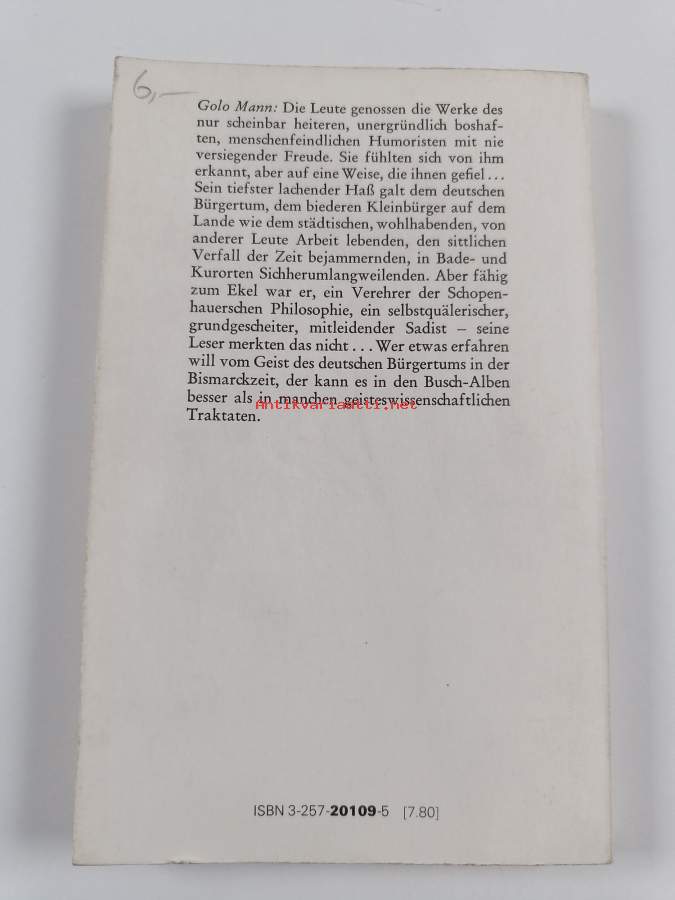 6,—
Golo Mann: Die Leute genossen die Werke des
nur scheinbar heiteren, unergründlich boshaf-
ten, menschenfeindlichen Humoristen mit nie
versiegender Freude. Sie fühlten sich von ihm
erkannt, aber auf eine Weise, die ihnen gefiel...
Sein tiefster lachender Haß galt dem deutschen
Bürgertum, dem biederen Kleinbürger auf dem
Lande wie dem städtischen, wohlhabenden, von
anderer Leute Arbeit lebenden, den sittlichen
Verfall der Zeit bejammernden, in Bade- und
Kurorten Sichherumlangweilenden. Aber fähig
zum Ekel war er, ein Verehrer der Schopen-
hauerschen Philosophie, ein selbstquälerischer,
grundgescheiter, mitleidender Sadist – seine
Leser merkten das nicht... Wer etwas erfahren
will vom Geist des deutschen Bürgertums in der
Bismarckzeit, der kann es in den Busch-Alben
besser als in manchen geisteswissenschaftlichen
Antikvariaatti.net
Traktaten.
ISBN 3-257-20109-5 [7.80]